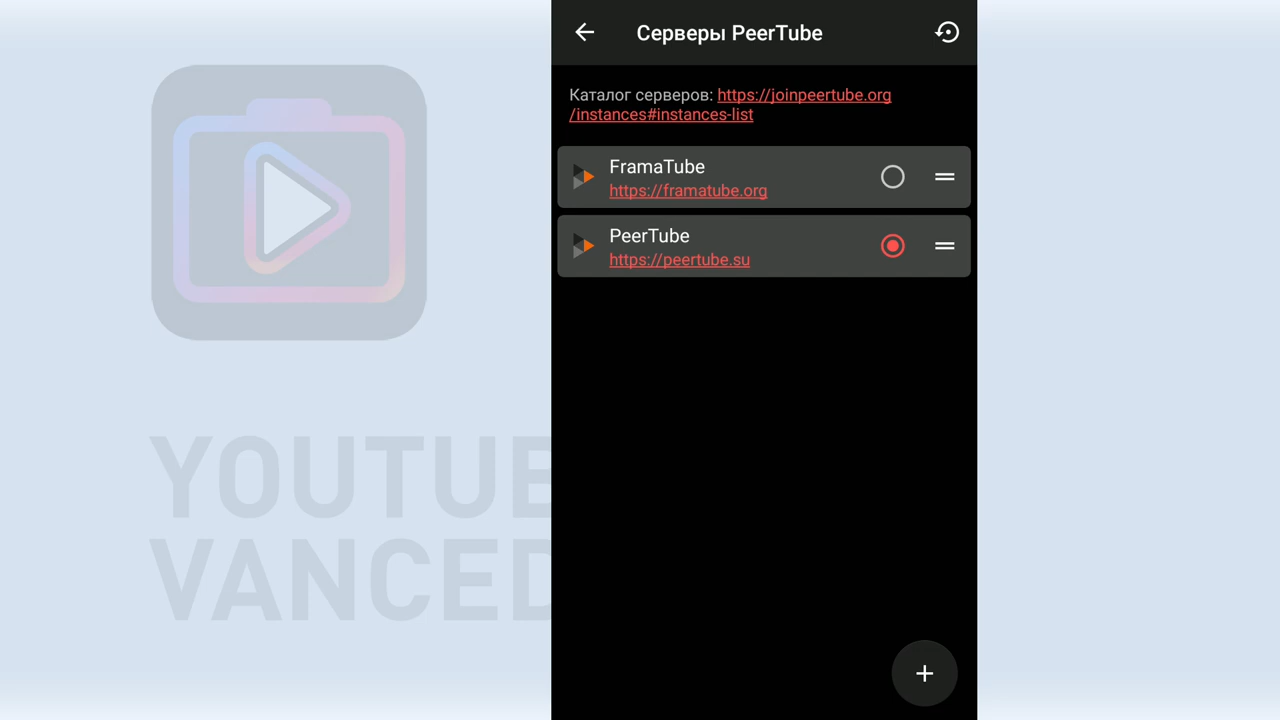 Серверы PeerTube
Каталог серверов: https://joinpeertube.org
/instances#instances-list
FramaTube
https://framatube.org
PeerTube
https://peertube.su
YOUTUB
VANCED